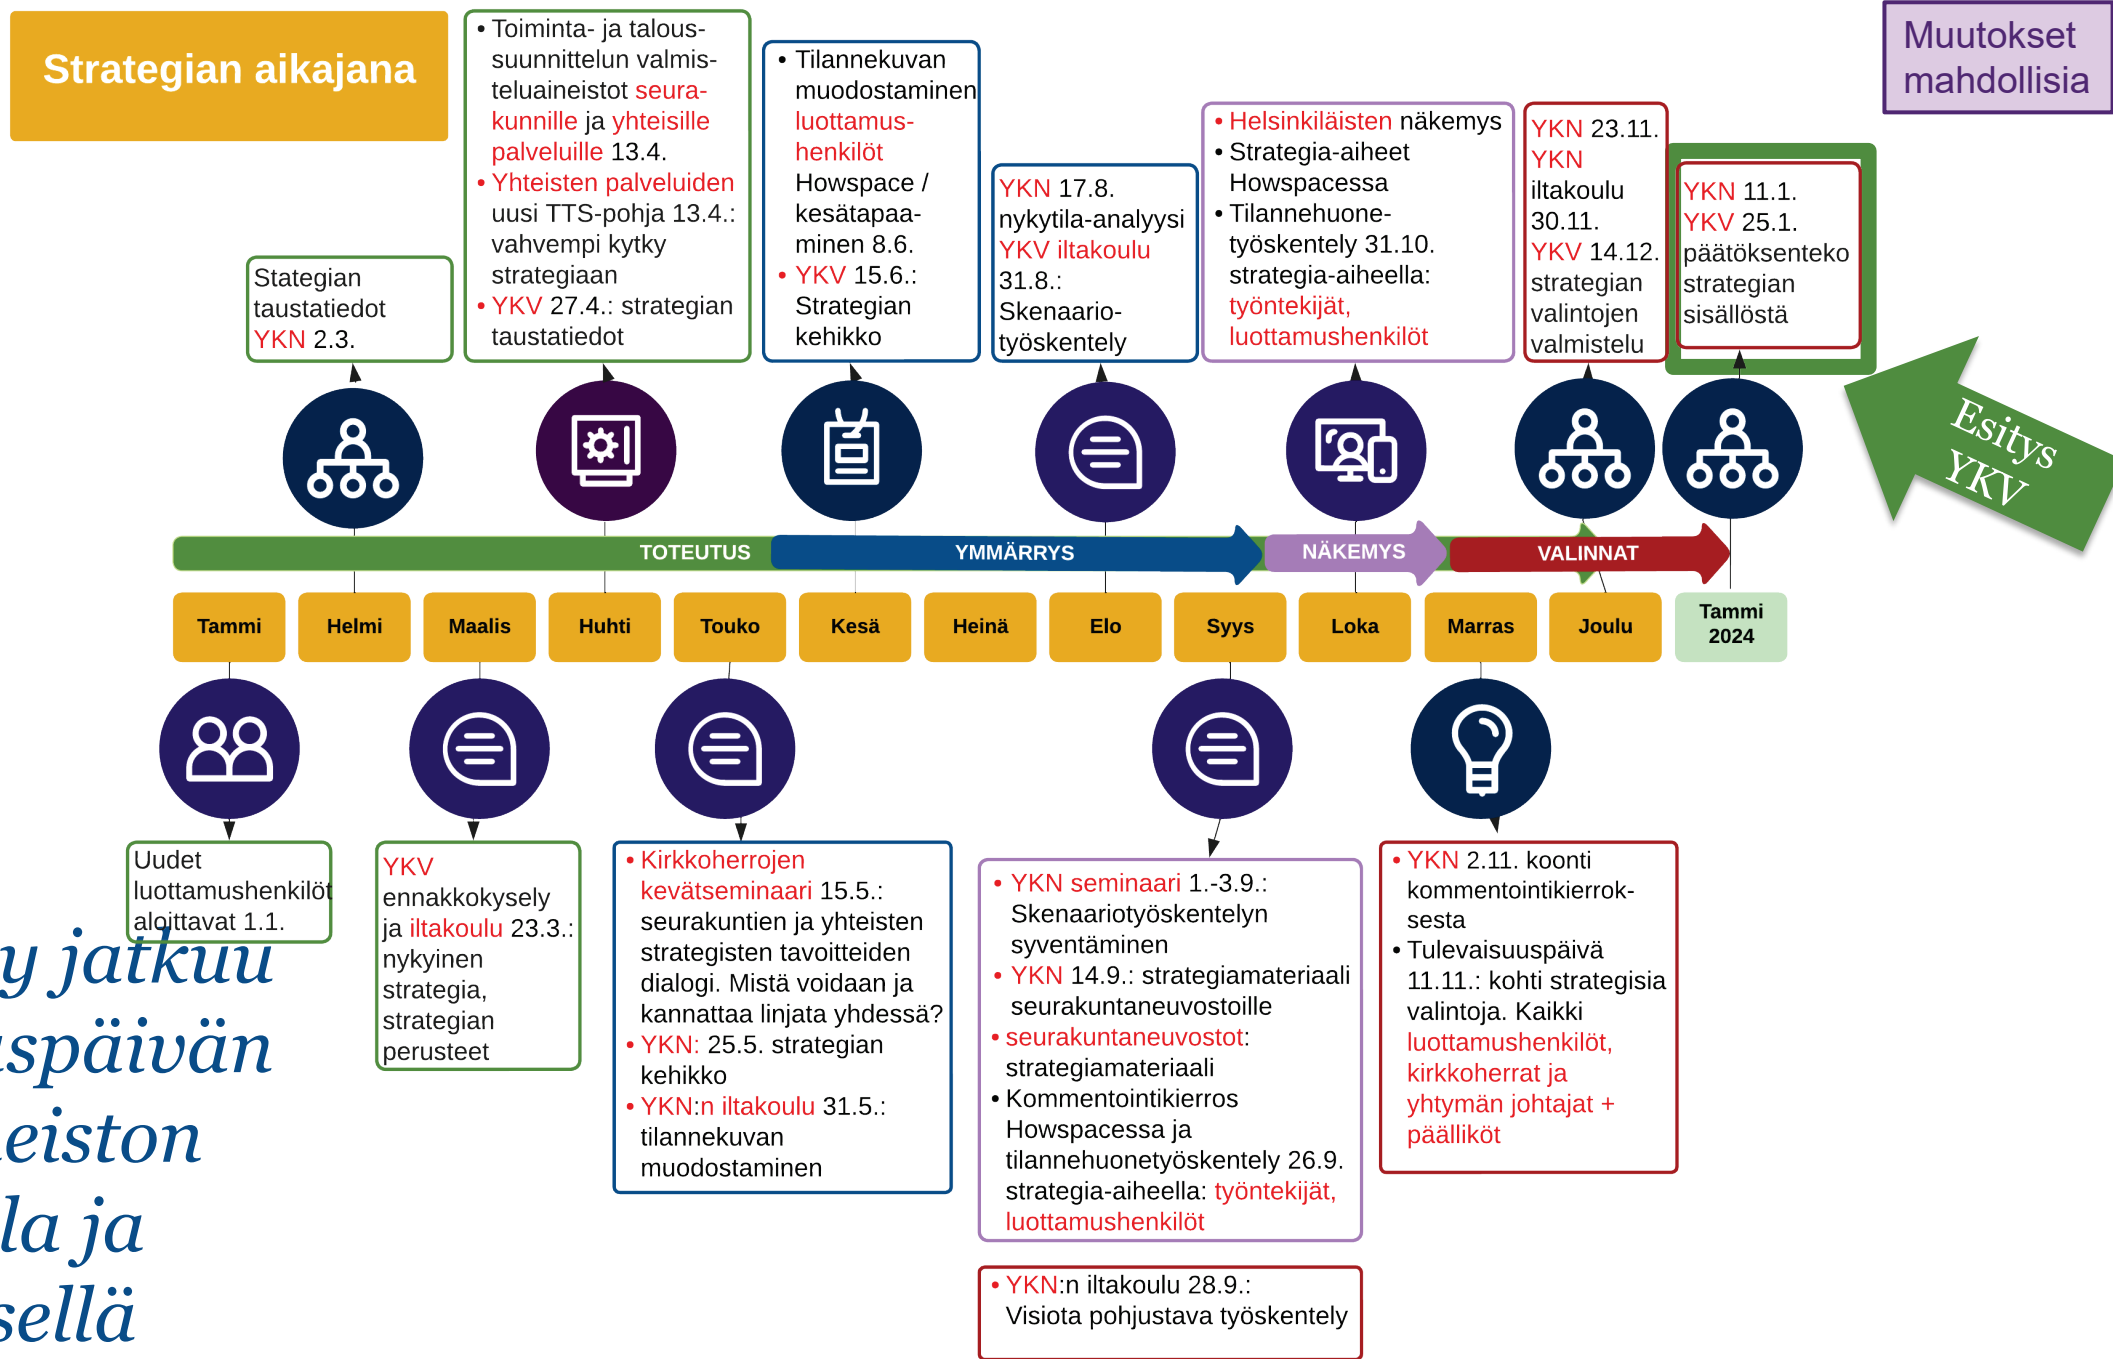 Strategian aikajana
Muutokset
mahdollisia
Stategian
taustatiedot
YKN 2.3.
• Toiminta- ja talous-
suunnittelun valmis-
teluaineistot seura-
kunnille ja yhteisille
palveluille 13.4.
• Yhteisten palveluiden
uusi TTS-pohja 13.4.:
vahvempi kytky
strategiaan
• YKV 27.4.: strategian
taustatiedot
• Tilannekuvan
muodostaminen
luottamus-
henkilöt
Howspace /
kesätapaa-
minen 8.6.
• YKV 15.6.:
Strategian
kehikko
YKN 17.8.
nykytila-analyysi
YKV iltakoulu
31.8.:
Skenaario-
työskentely
• Helsinkiläisten näkemys
• Strategia-aiheet
Howspacessa
• Tilannehuone-
työskentely 31.10.
strategia-aiheella:
työntekijät,
luottamushenkilöt
YKN 23.11.
YKN
iltakoulu
30.11.
YKV 14.12.
strategian
valintojen
valmistelu
YKN 11.1.
YKV 25.1.
päätöksenteko
strategian
sisällöstä
Esitys
YKV
TOTEUTUS
YMMÄRRYS
NÄKEMYS
VALINNAT
Tammi
Helmi
Maalis
Huhti
Touko
Kesä
Heinä
Elo
Syys
Loka
Marras
Joulu
Tammi
2024
Uudet
luottamushenkilöt
aloittavat 1.1.
YKV
ennakkokysely
ja iltakoulu 23.3.:
nykyinen
strategia,
strategian
perusteet
• Kirkkoherrojen
kevätseminaari 15.5.:
seurakuntien ja yhteisten
strategisten tavoitteiden
dialogi. Mistä voidaan ja
kannattaa linjata yhdessä?
• YKN: 25.5. strategian
kehikko
• YKN:n iltakoulu 31.5.:
tilannekuvan
muodostaminen
• YKN seminaari 1.-3.9.:
Skenaariotyöskentelyn
syventäminen
• YKN 14.9.: strategiamateriaali
seurakuntaneuvostoille
• seurakuntaneuvostot:
strategiamateriaali
• Kommentointikierros
Howspacessa ja
tilannehuonetyöskentely 26.9.
strategia-aiheella: työntekijät,
luottamushenkilöt
• YKN:n iltakoulu 28.9.:
Visiota pohjustava työskentely
• YKN 2.11. koonti
kommentointikierrok-
sesta
• Tulevaisuuspäivä
11.11.: kohti strategisia
valintoja. Kaikki
luottamushenkilöt,
kirkkoherrat ja
yhtymän johtajat +
päälliköt
y jatkuu
späivän
eiston
la ja
sellä